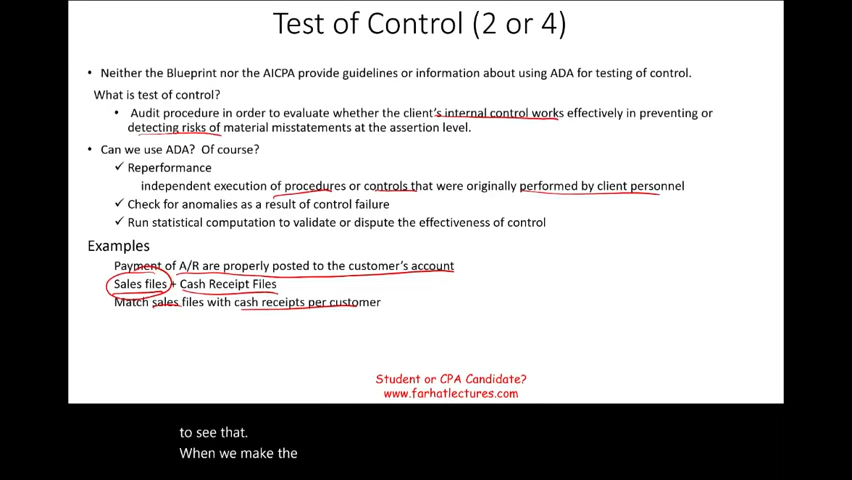 Test of Control (2 or 4)
• Neither the Blueprint nor the AICPA provide guidelines or information about using ADA for testing of control.
What is test of control?
• Audit procedure in order to evaluate whether the client's internal control works effectively in preventing or
detecting risks of material misstatements at the assertion level.
• Can we use ADA? Of course?
✓ Reperformance
independent execution of procedures or controls that were originally performed by client personnel
✓ Check for anomalies as a result of control failure
✓ Run statistical computation to validate or dispute the effectiveness of control
Examples
Payment of A/R are properly posted to the customer's account
Sales files + Cash Receipt Files
Match sales files with cash receipts per customer
Student or CPA Candidate?
www.farhatlectures.com
to see that.
When we make the